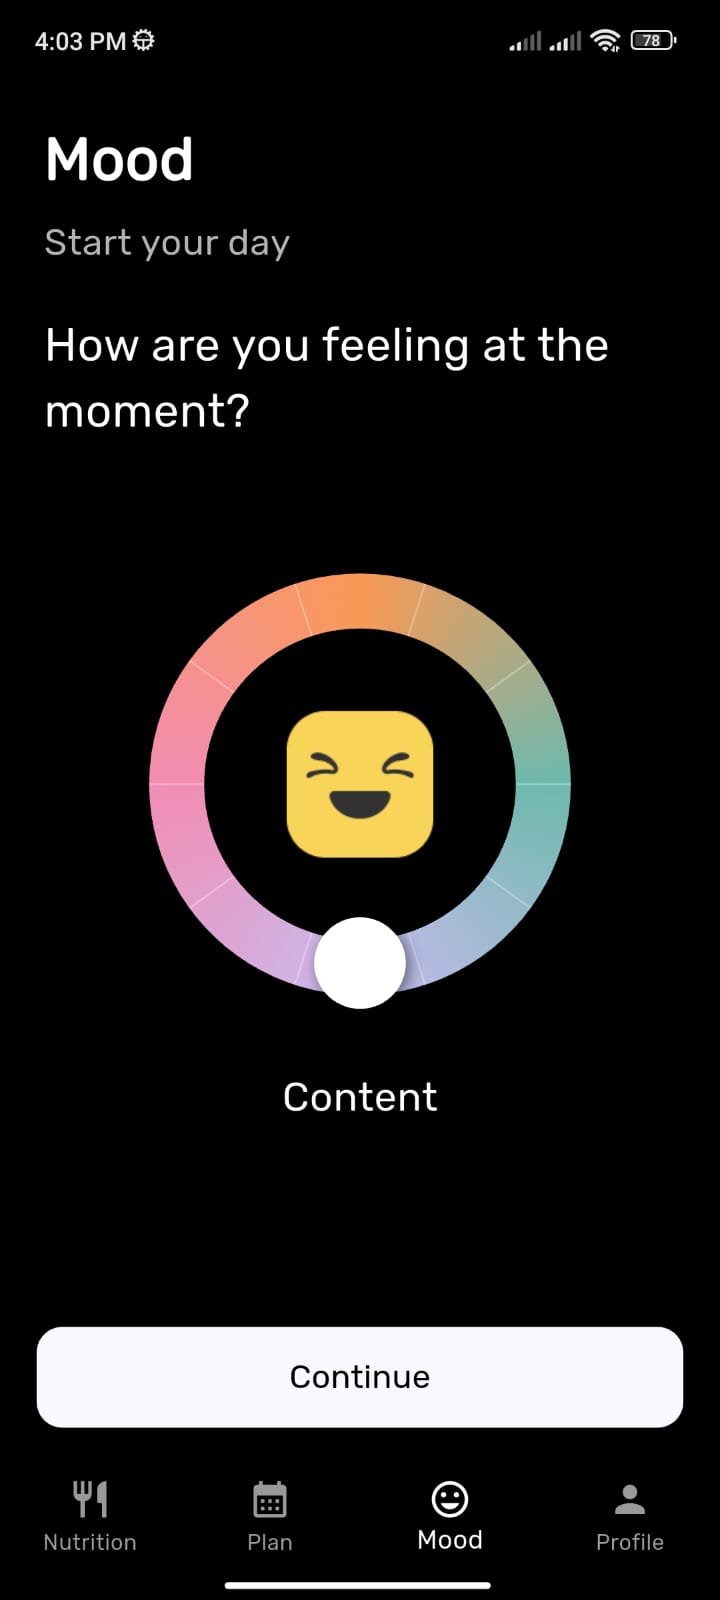 4:03 PM
78
Mood
Start your day
How are you feeling at the
moment?
Content
Continue
Nutrition
Plan
Mood
Profile